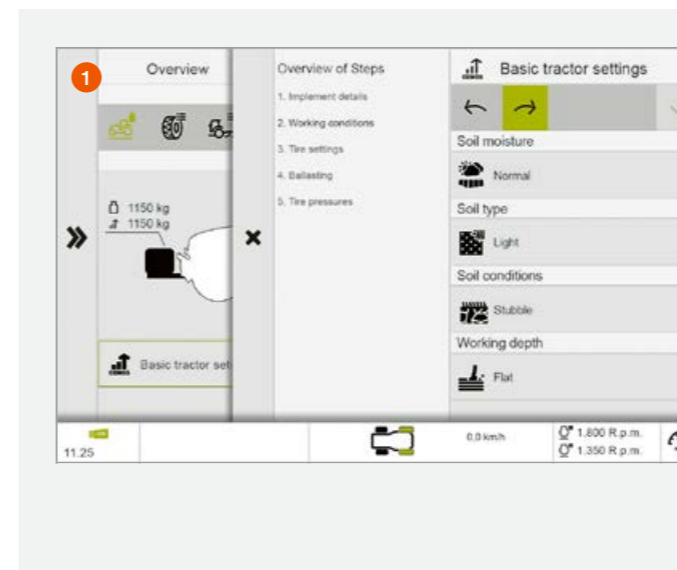 1
Overview
1150 kg
1150 kg
Basic tractor set
Overview of Steps
1. Implement details
2. Working conditions
3. Tire settings
4. Ballasting
5. Tire pressures
Basic tractor settings
Soil moisture
Normal
Soil type
Light
Soil conditions
Stubble
Working depth
Flat
11.25
0,0 km/h
1.800 R.p.m.
1.350 R.p.m.